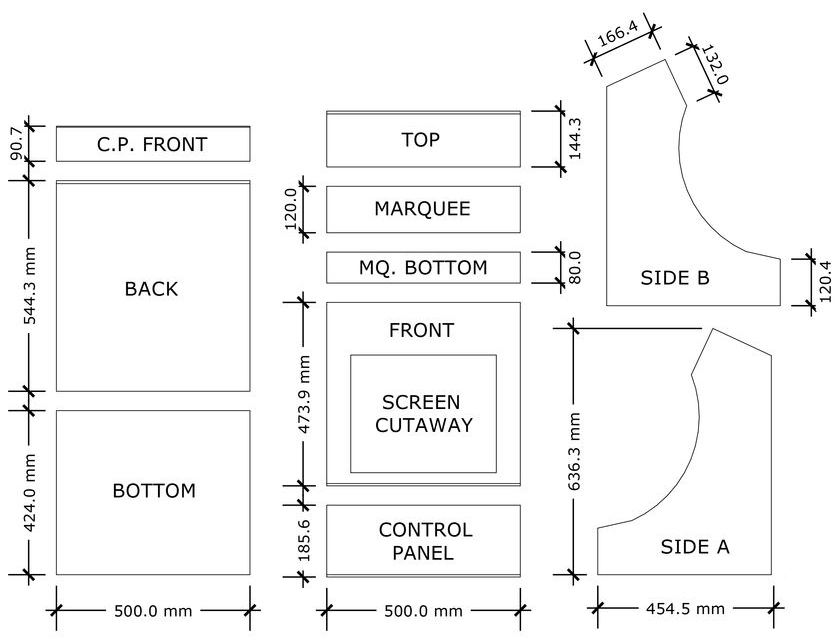 90.7
C.P. FRONT
544.3 mm
BACK
424.0 mm
BOTTOM
500.0 mm
TOP
144.3
120.0
MARQUEE
MQ. BOTTOM
80.0
FRONT
473.9 mm
SCREEN
CUTAWAY
185.6
CONTROL
PANEL
500.0 mm
166.4
132.0
SIDE B
120.4
636.3 mm
SIDE A
454.5 mm